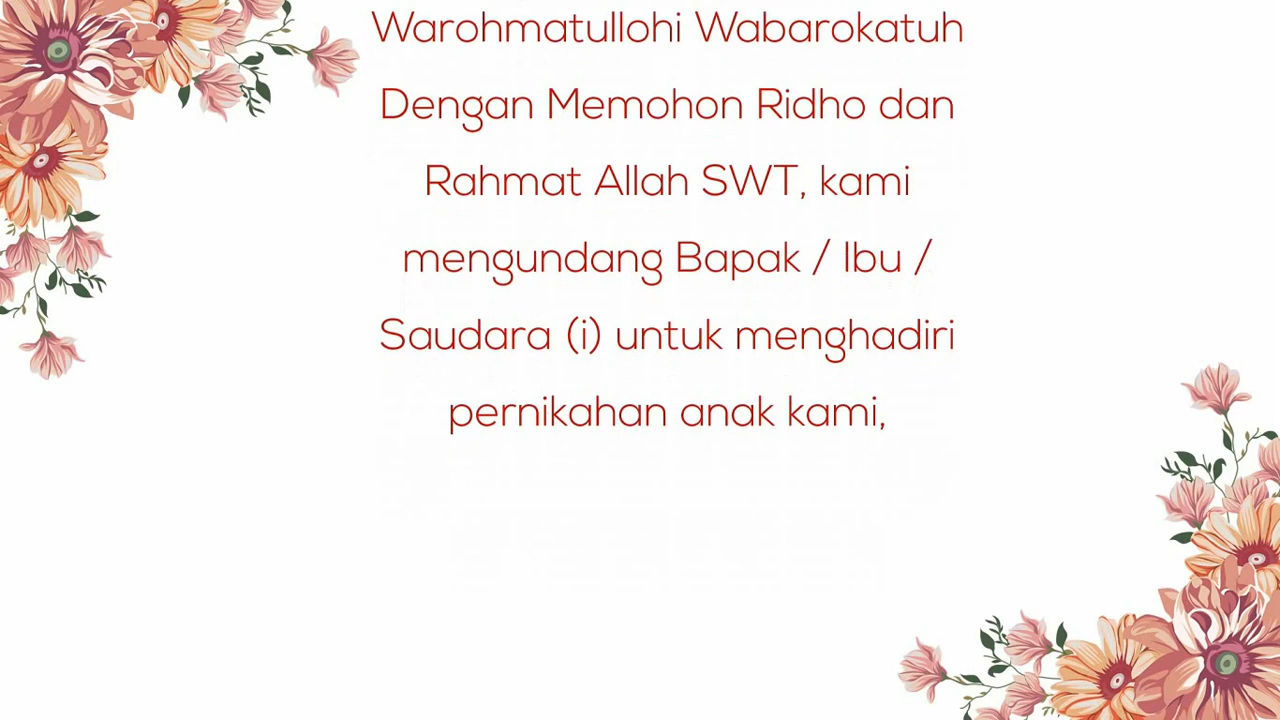 Warohmatullohi Wabarokatuh
Dengan Memohon Ridho dan
Rahmat Allah SWT, kami
mengundang Bapak / Ibu /
Saudara (i) untuk menghadiri
pernikahan anak kami,